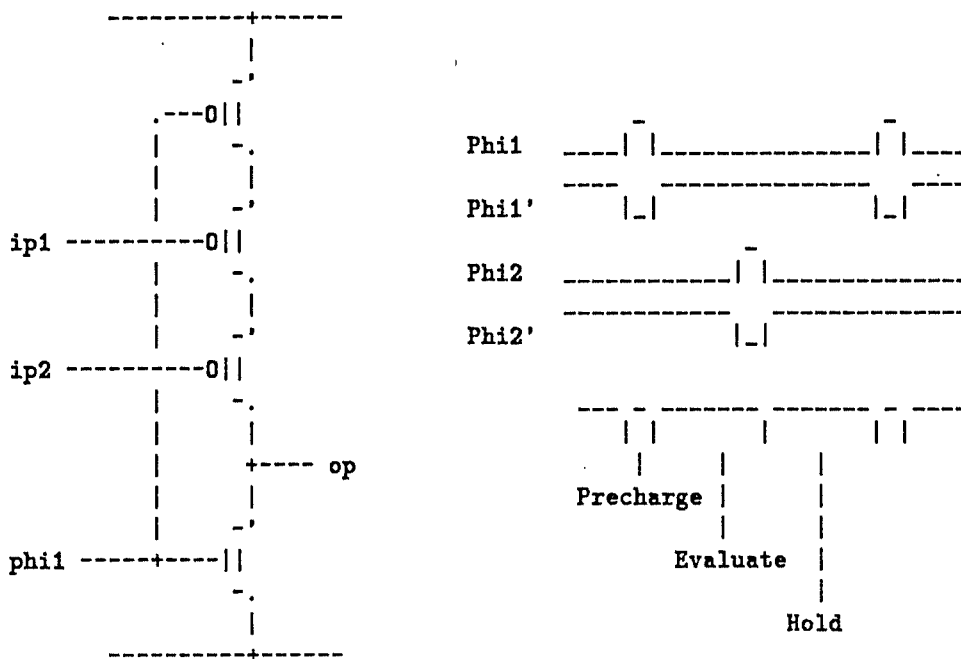 Phi1
Phi1'
ip1
Phi2
Phi2'
ip2
op
Precharge
phi1
Evaluate
Hold